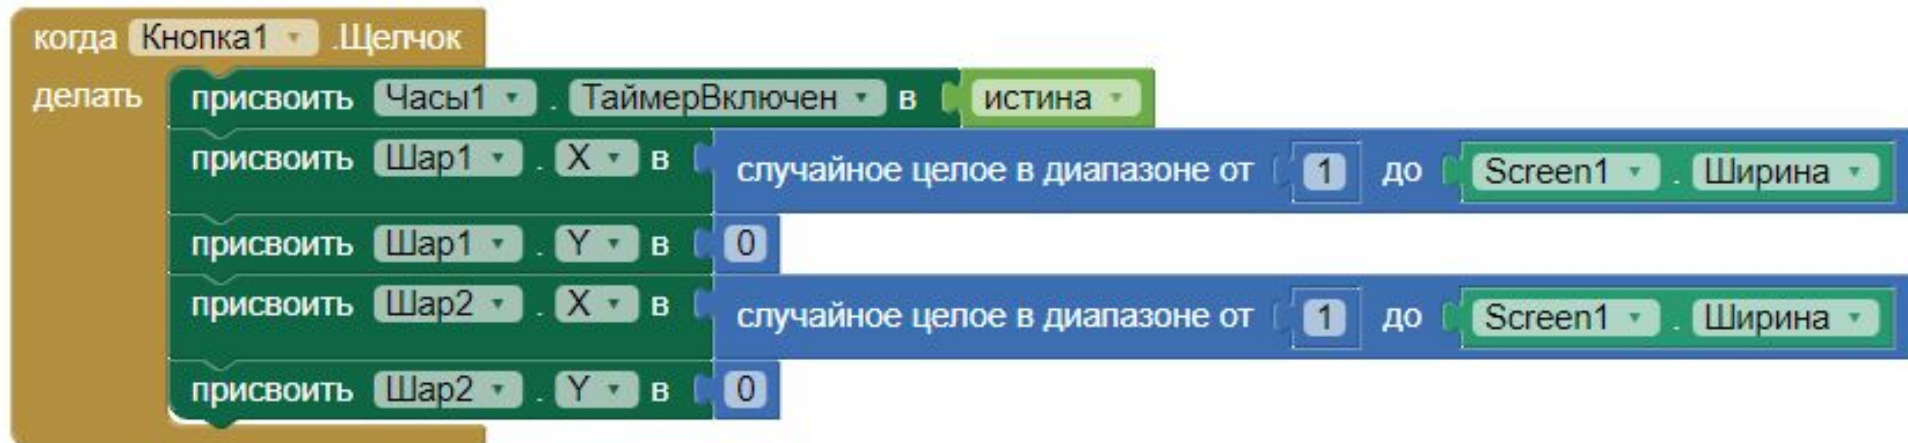 когда Кнопка1 .Щелчок
делать присвоить Часы1 . ТаймерВключен в истина
присвоить Шар1 . X в случайное целое в диапазоне от 1 до Screen1 . Ширина
присвоить Шар1 . Y в 0
присвоить Шар2 . X в случайное целое в диапазоне от 1 до Screen1 . Ширина
присвоить Шар2 . Y в 0